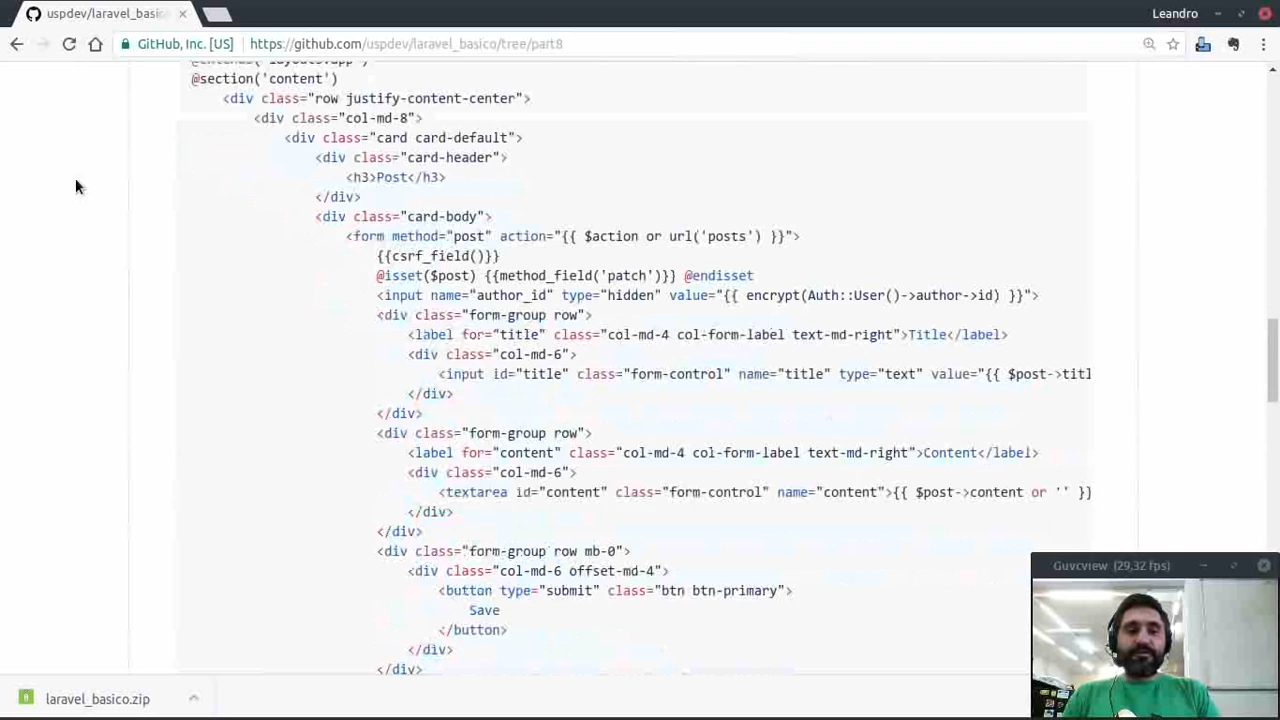 uspdev/laravel_basi
Leandro
GitHub, Inc. [US]
https://github.com/uspdev/laravel_basico/tree/part8
@extends('layouts.app')
@section('content')
<div class="row justify-content-center">
<div class="col-md-8">
<div class="card card-default">
<div class="card-header">
<h3>Post</h3>
</div>
<div class="card-body">
<form method="post" action="{{ $action or url('posts') }}">
{{csrf_field()}}
@isset($post) {{method_field('patch')}} @endisset
<input name="author_id" type="hidden" value="{{ encrypt(Auth::User()->author->id) }}">
<div class="form-group row">
<label for="title" class="col-md-4 col-form-label text-md-right">Title</label>
<div class="col-md-6">
<input id="title" class="form-control" name="title" type="text" value="{{ $post->titl
</div>
</div>
<div class="form-group row">
<label for="content" class="col-md-4 col-form-label text-md-right">Content</label>
<div class="col-md-6">
<textarea id="content" class="form-control" name="content">{{ $post->content or '' }}
</div>
</div>
<div class="form-group row mb-0">
<div class="col-md-6 offset-md-4">
<button type="submit" class="btn btn-primary">
Save
</button>
</div>
</div>
Guvcview (29,32 fps)
laravel_basico.zip